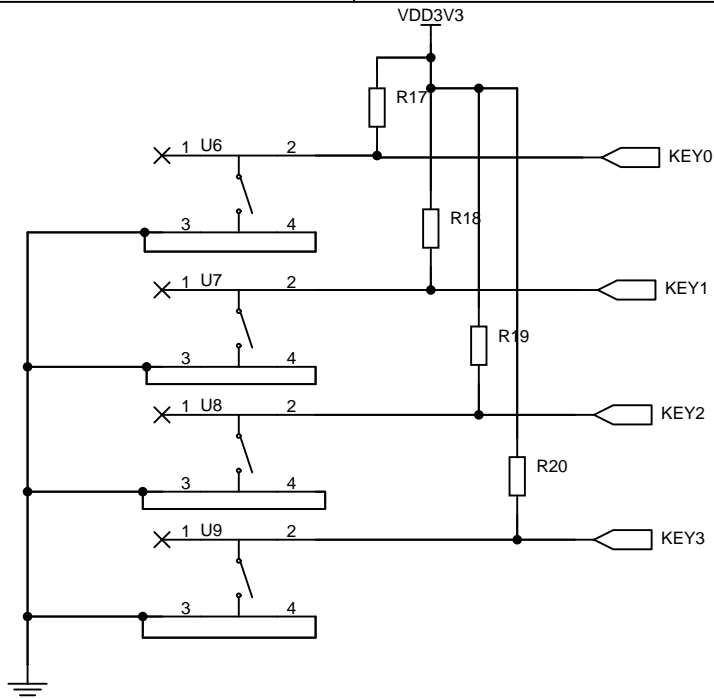 VDD3V3
R17
1 U6 2
KEY0
3 4
R18
1 U7 2
KEY1
3 4
R19
1 U8 2
KEY2
R20
3 4
1 U9 2
KEY3
3 4